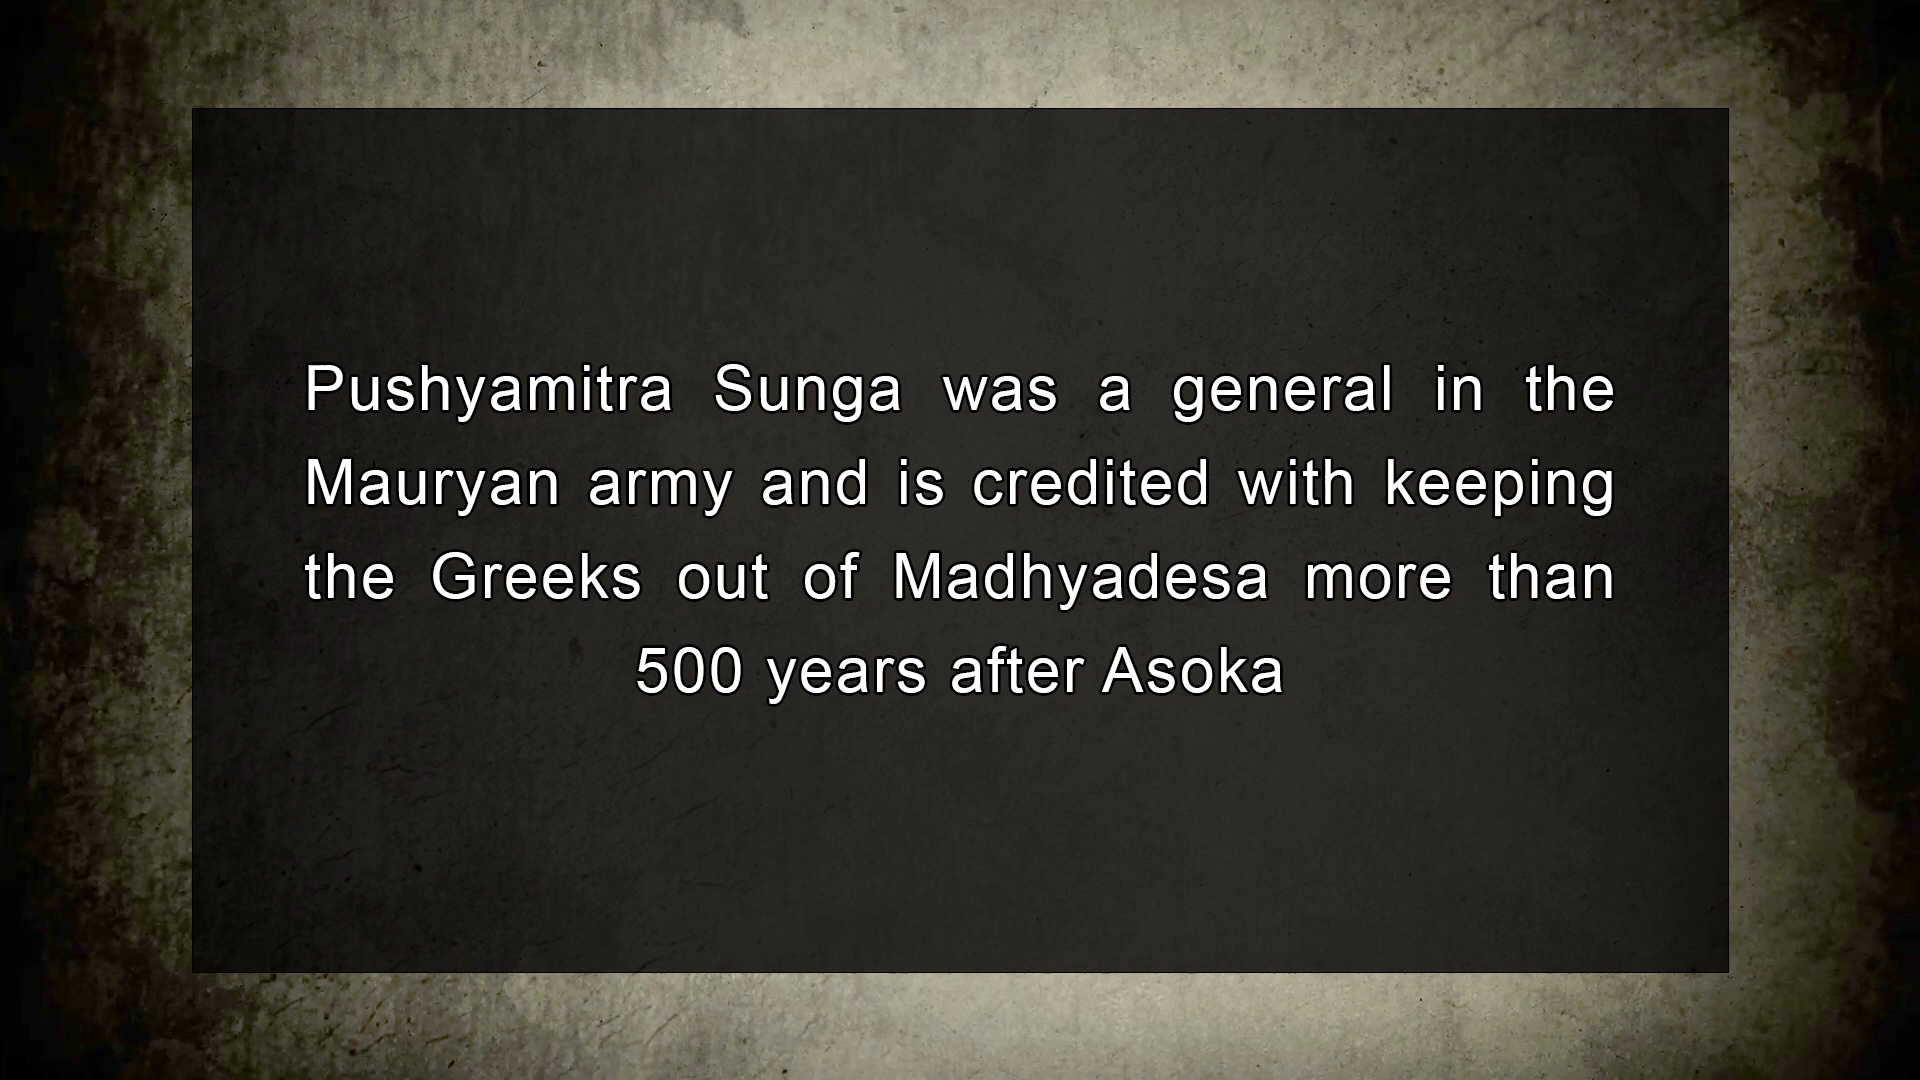 Pushyamitra Sunga was a general in the
Mauryan army and is credited with keeping
the Greeks out of Madhyadesa more than
500 years after Asoka